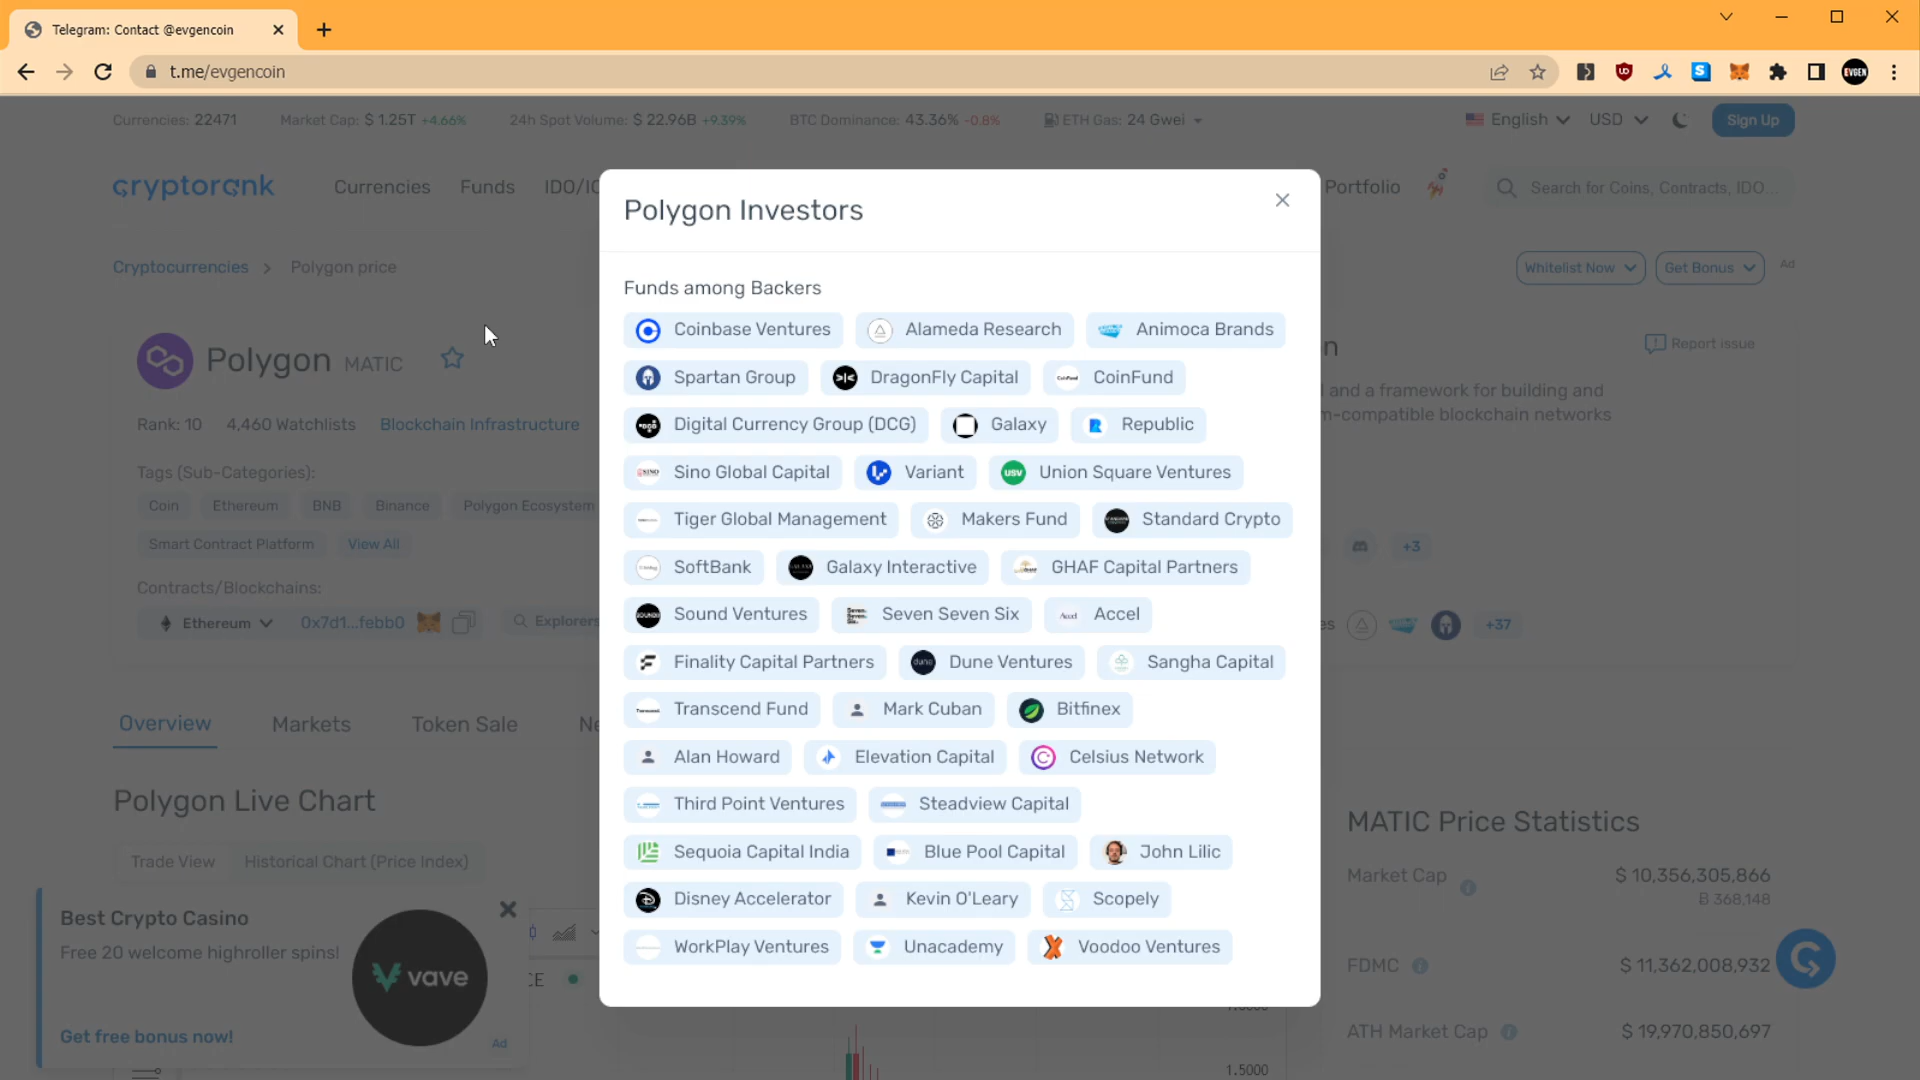 Telegram: Contact @evgencoin
t.me/evgencoin
EVGEN
Currencies: 22471 Market Cap: $ 1.25T +4.66% 24h Spot Volume: $ 22.96B +9.39% BTC Dominance: 43.36% -0.8% ETH Gas: 24 Gwei English USD Sign Up
cryptorank Currencies Funds IDO/IC Portfolio Search for Coins, Contracts, IDO...
Cryptocurrencies > Polygon price Whitelist Now Get Bonus Ad
Polygon MATIC
Report issue
l and a framework for building and
m-compatible blockchain networks
Rank: 10 4,460 Watchlists Blockchain Infrastructure
Tags (Sub-Categories):
Coin Ethereum BNB Binance Polygon Ecosystem
Smart Contract Platform View All
+3
Contracts/Blockchains:
Ethereum 0x7d1...febb0 Explorers
+37
Overview Markets Token Sale Ne
Polygon Live Chart
Trade View Historical Chart (Price Index)
Best Crypto Casino
Free 20 welcome highroller spins!
vave
Get free bonus now!
Ad
CE
1.5000
Polygon Investors
Funds among Backers
Coinbase Ventures Alameda Research Animoca Brands
Spartan Group DragonFly Capital CoinFund
Digital Currency Group (DCG) Galaxy Republic
Sino Global Capital Variant USV Union Square Ventures
Tiger Global Management Makers Fund Standard Crypto
SoftBank Galaxy Interactive GHAF Capital Partners
Sound Ventures Seven Seven Six Accel
Finality Capital Partners Dune Ventures Sangha Capital
Transcend Fund Mark Cuban Bitfinex
Alan Howard Elevation Capital Celsius Network
Third Point Ventures Steadview Capital
Sequoia Capital India Blue Pool Capital John Lilic
Disney Accelerator Kevin O'Leary Scopely
WorkPlay Ventures Unacademy Voodoo Ventures
MATIC Price Statistics
Market Cap $ 10,356,305,866
368,148
FDMC $ 11,362,008,932
ATH Market Cap $ 19,970,850,697